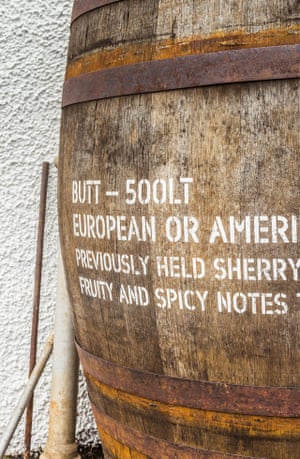 BUTT – 500LT
EUROPEAN OR AMERI
PREVIOUSLY HELD SHERRY
FRUITY AND SPICY NOTES